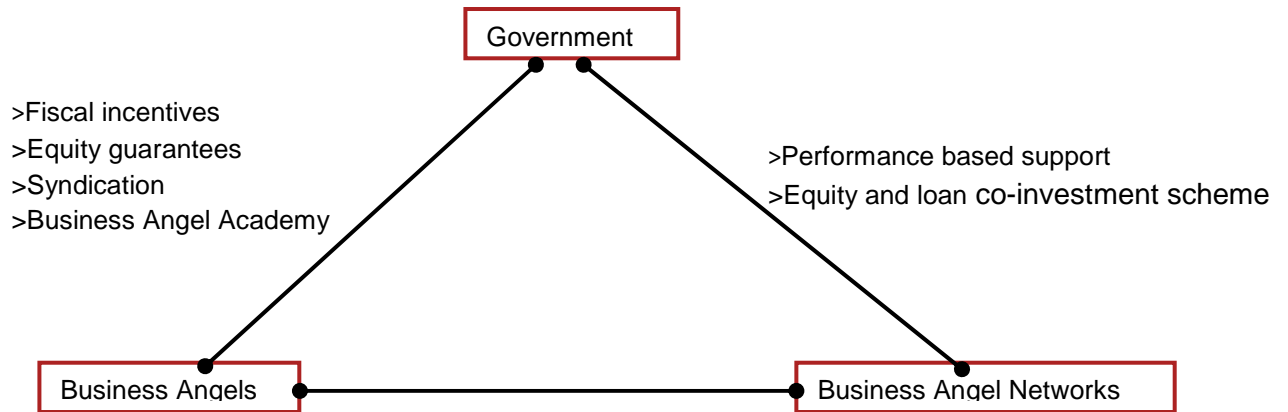 Government
>Fiscal incentives
>Equity guarantees
>Syndication
>Business Angel Academy
>Performance based support
>Equity and loan co-investment scheme
Business Angels
Business Angel Networks